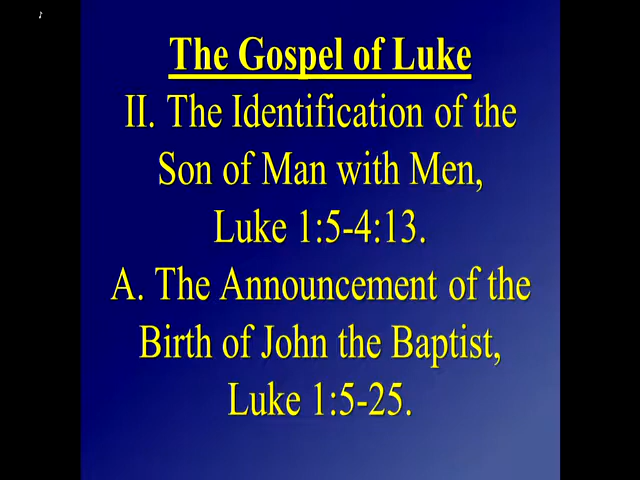 The Gospel of Luke
II. The Identification of the
Son of Man with Men,
Luke 1:5-4:13.
A. The Announcement of the
Birth of John the Baptist,
Luke 1:5-25.